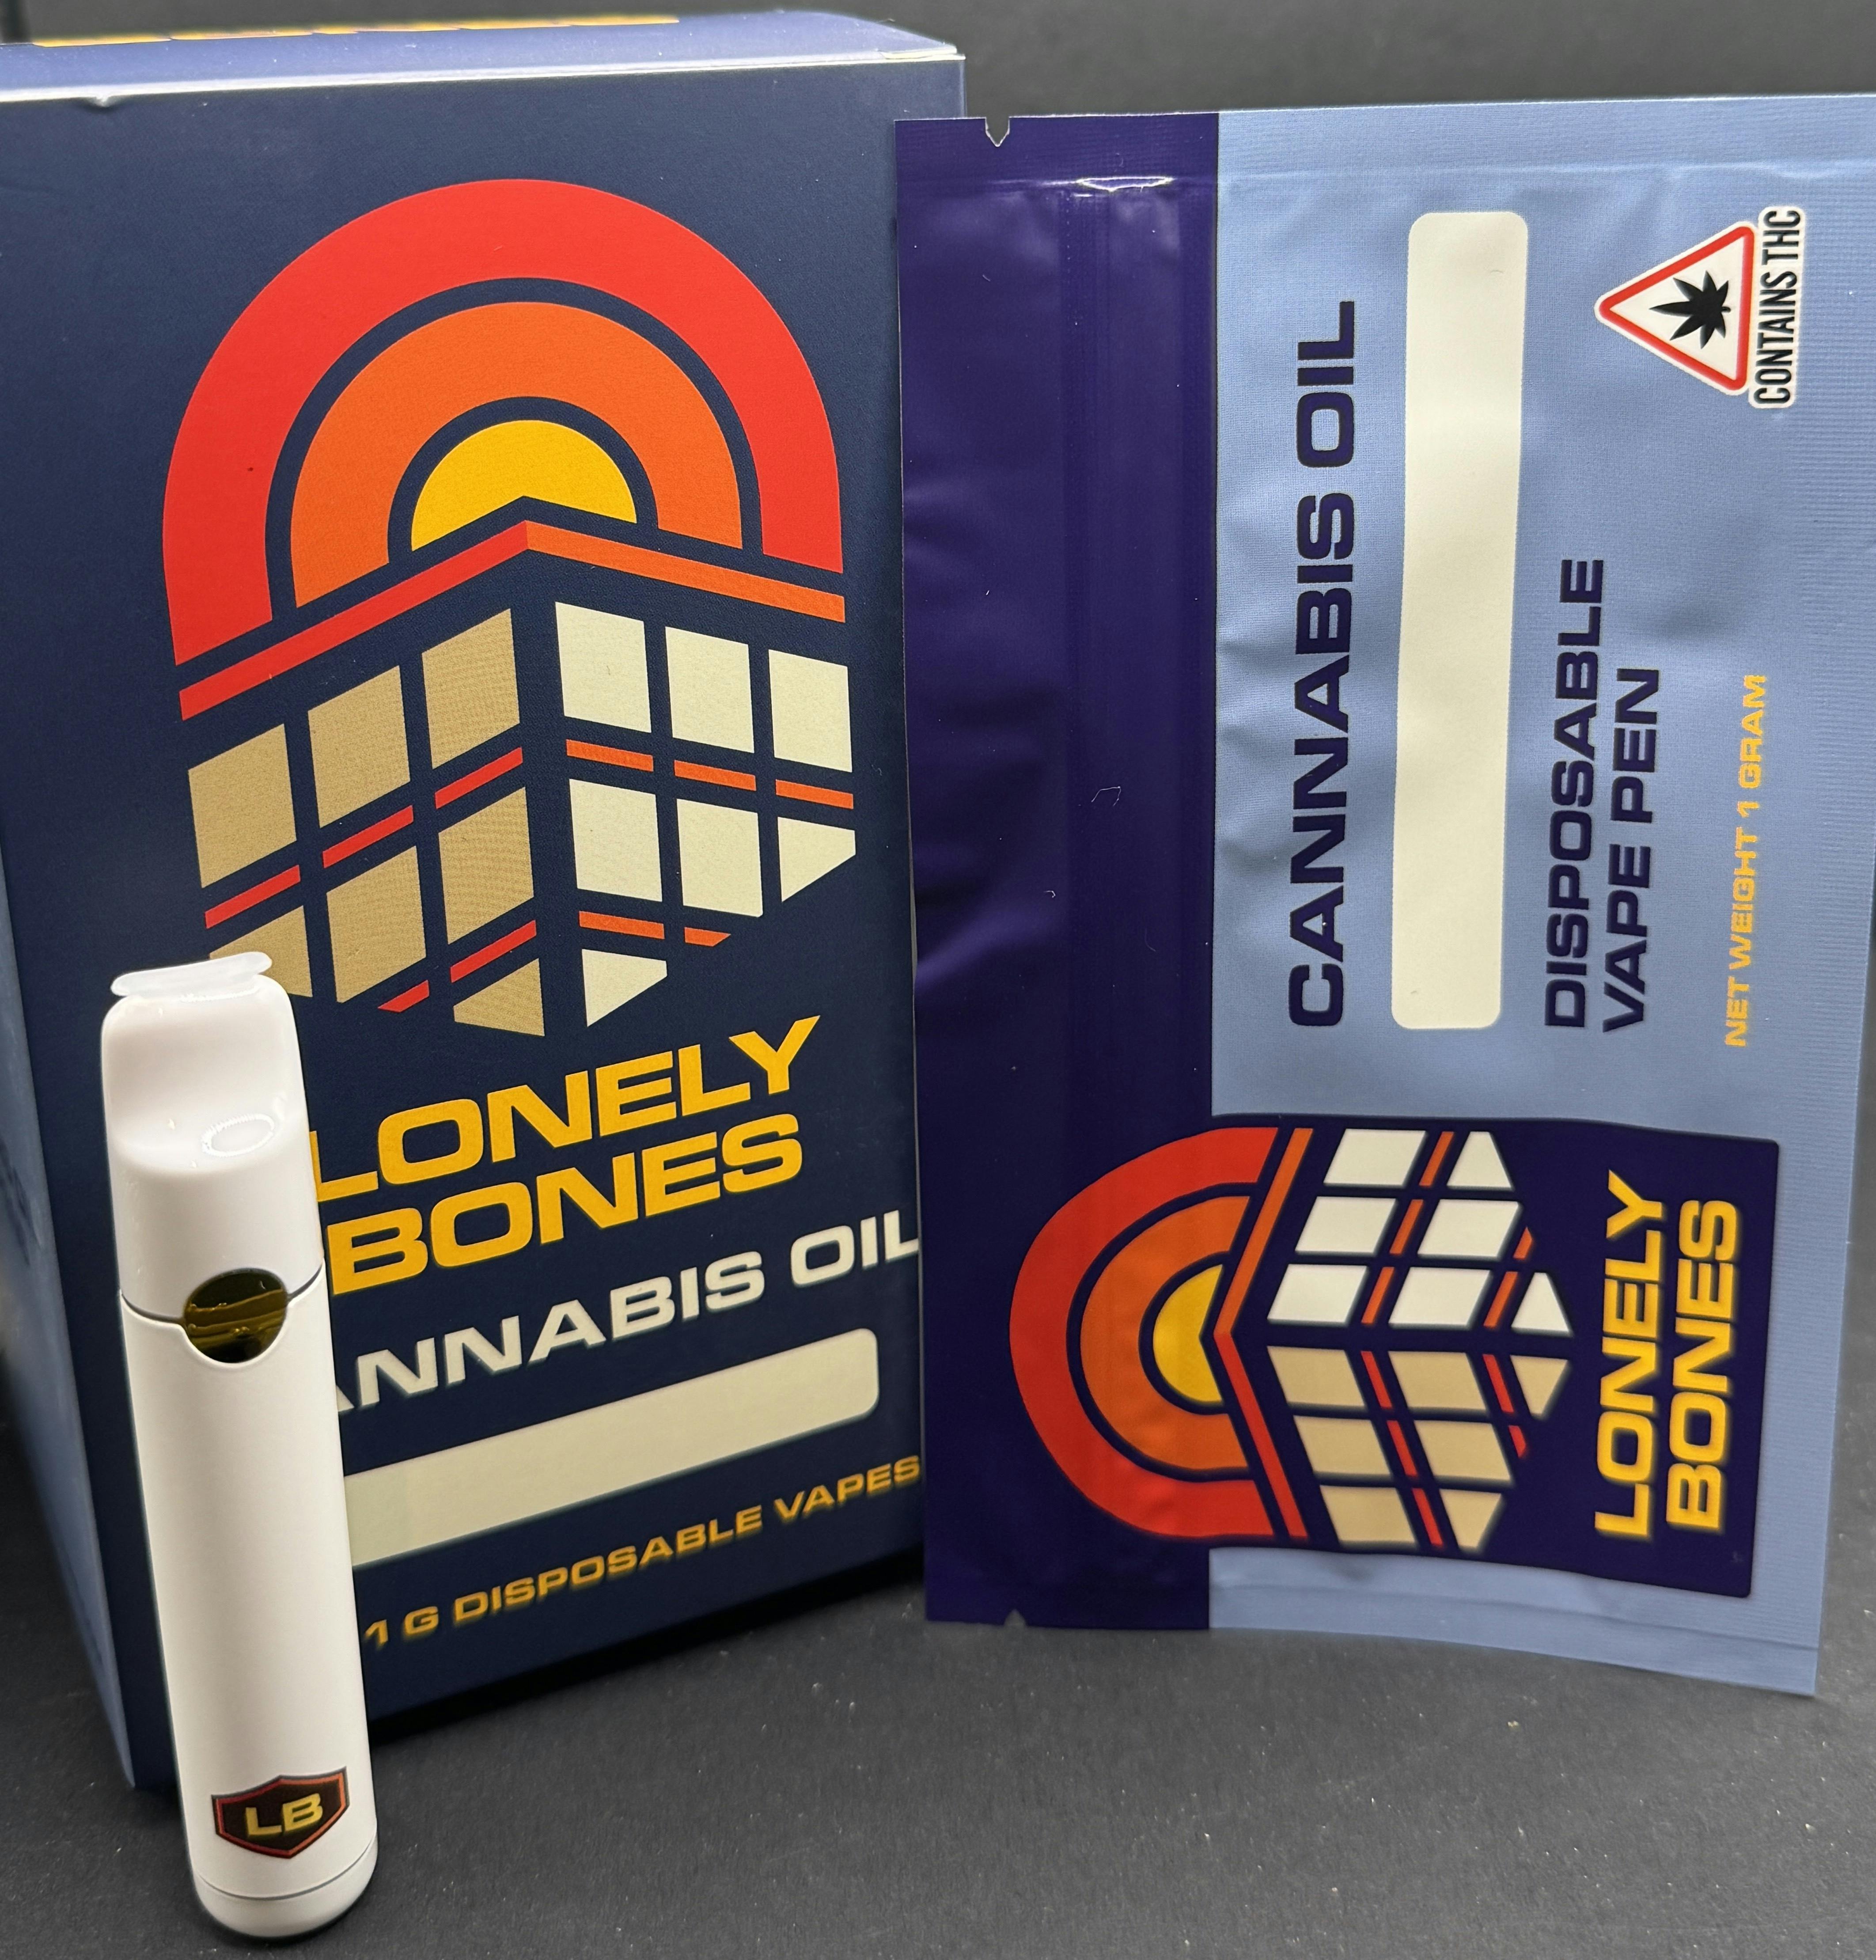 LONELY
BONES
ANNABIS OIL
1 G DISPOSABLE VAPES
LB
CANNABIS OIL
DISPOSABLE
VAPE PEN
NET WEIGHT 1 GRAM
CONTAINS THC
LONELY
BONES